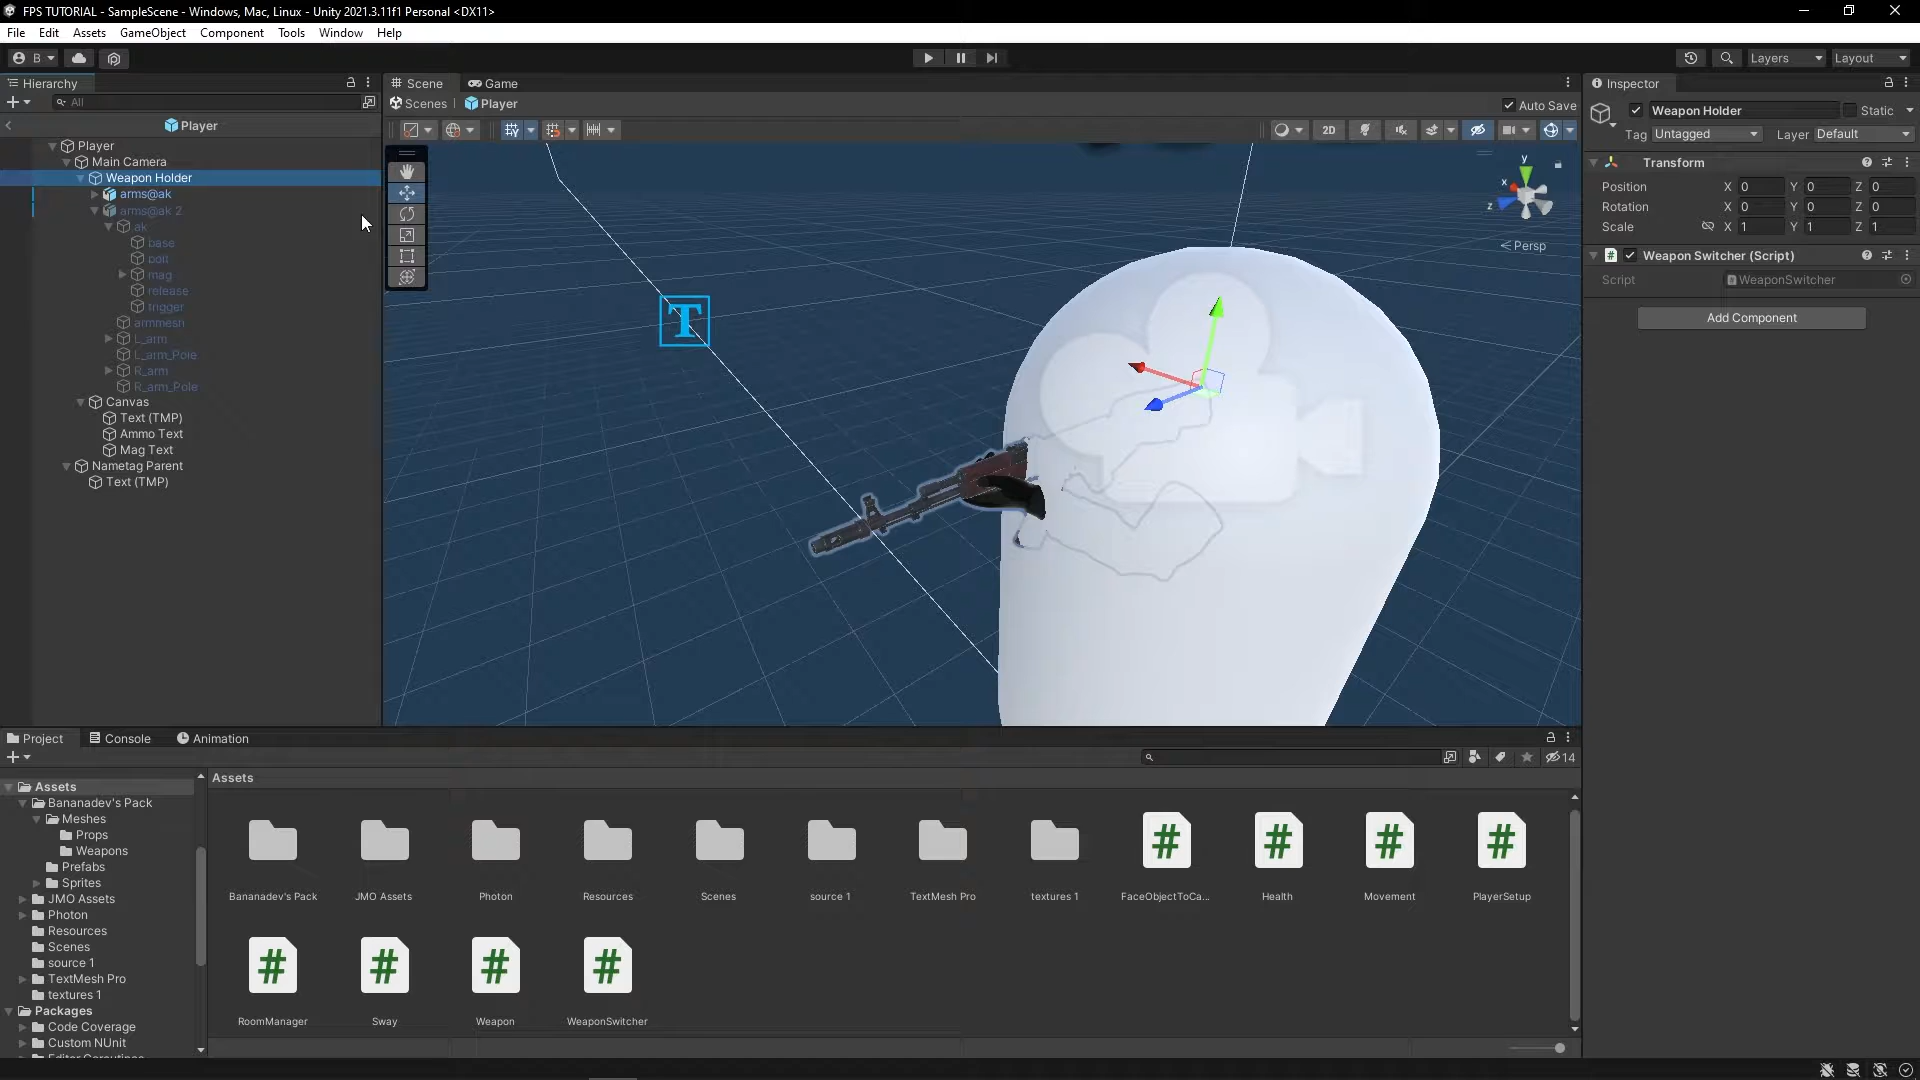 FPS TUTORIAL - SampleScene - Windows, Mac, Linux - Unity 2021.3.11f1 Personal <DX11>
File Edit Assets GameObject Component Tools Window Help
B Layers Layout
Hierarchy
All
Player
Player
Main Camera
Weapon Holder
arms@ak
arms@ak 2
ak
base
bolt
mag
release
trigger
armmesh
L_arm
L_arm_Pole
R_arm
R_arm_Pole
Canvas
Text (TMP)
Ammo Text
Mag Text
Nametag Parent
Text (TMP)
Scene Game
Scenes Player Auto Save
2D
y
x
z
Persp
T
Inspector
Weapon Holder Static
Tag Untagged Layer Default
Transform
Position X 0 Y 0 Z 0
Rotation X 0 Y 0 Z 0
Scale X 1 Y 1 Z 1
# Weapon Switcher (Script)
Script WeaponSwitcher
Add Component
Project Console Animation
14
Assets
Bananadev's Pack
Meshes
Props
Weapons
Prefabs
Sprites
JMO Assets
Photon
Resources
Scenes
source 1
TextMesh Pro
textures 1
Packages
Code Coverage
Custom NUnit
Assets
# # # #
Bananadev's Pack JMO Assets Photon Resources Scenes source 1 TextMesh Pro textures 1 FaceObjectToCa... Health Movement PlayerSetup
# # # #
RoomManager Sway Weapon WeaponSwitcher